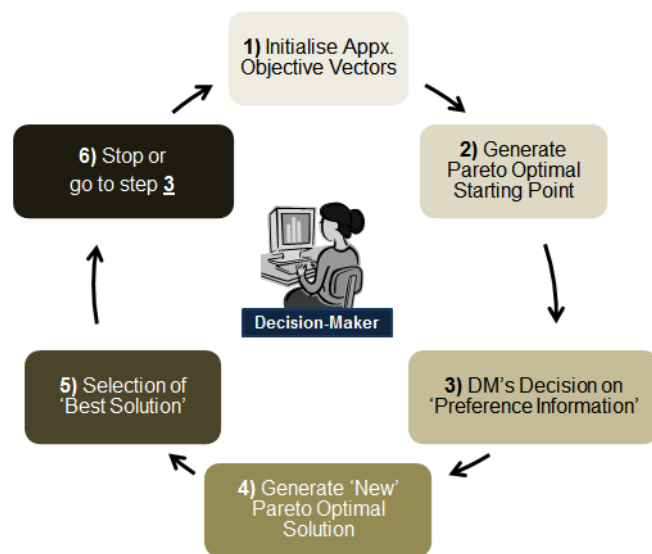 1) Initialise Appx.
Objective Vectors
2) Generate
Pareto Optimal
Starting Point
3) DM's Decision on
‘Preference Information’
4) Generate ‘New’
Pareto Optimal
Solution
5) Selection of
‘Best Solution’
6) Stop or
go to step 3
Decision-Maker